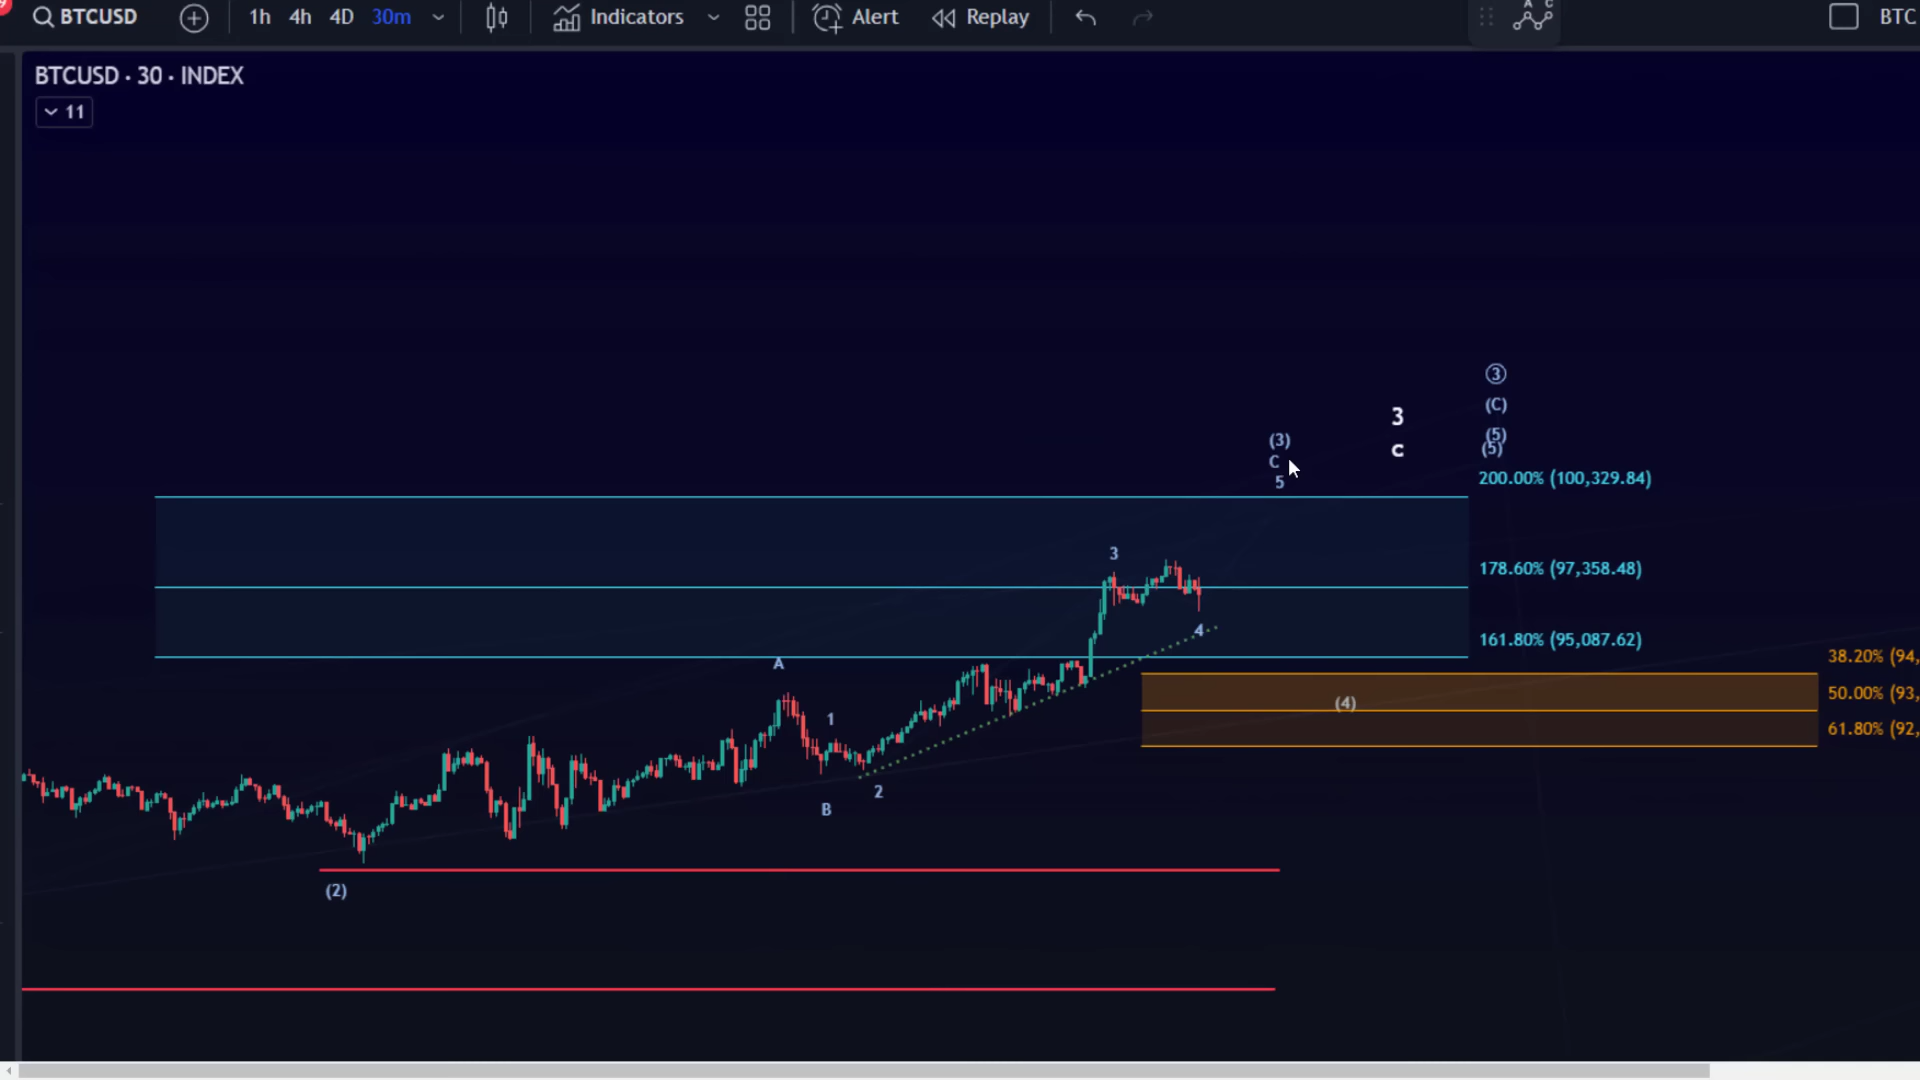 BTCUSD 1h 4h 4D 30m Indicators Alert Replay BTC
BTCUSD · 30 · INDEX
11
A C
③
(C)
3
(5)
(3)
c
(5)
C
5
200.00% (100,329.84)
3
178.60% (97,358.48)
4
161.80% (95,087.62)
38.20% (94,
A
50.00% (93,
(4)
1
61.80% (92,
2
B
(2)